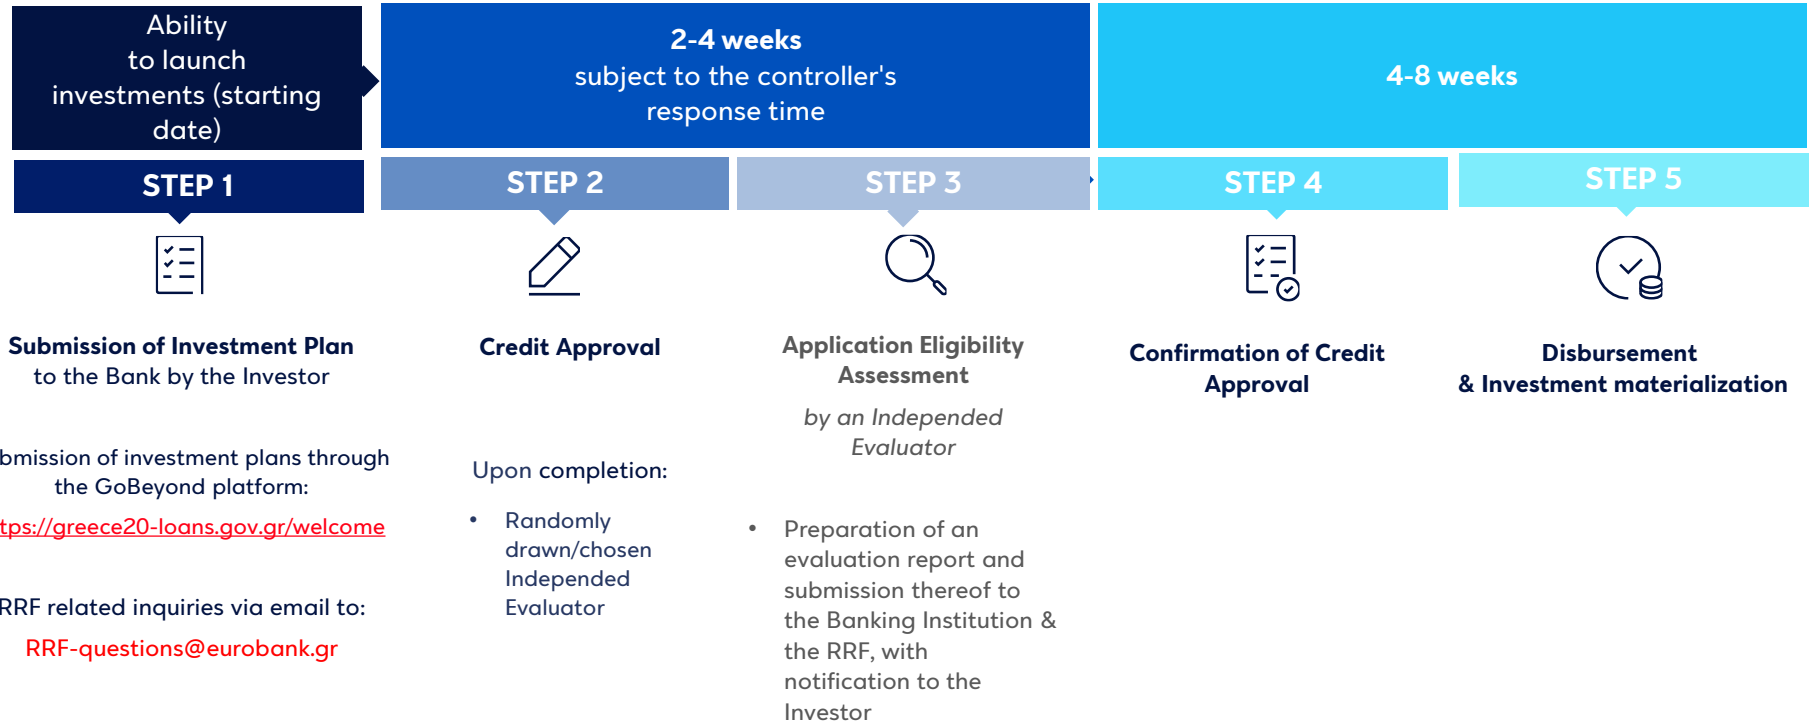 Ability
to launch
investments (starting
date)
2-4 weeks
subject to the controller's
response time
4-8 weeks
STEP 1
STEP 2
STEP 3
STEP 4
STEP 5
Submission of Investment Plan
to the Bank by the Investor
bmission of investment plans through
the GoBeyond platform:
tps://greece20-loans.gov.gr/welcome
RRF related inquiries via email to:
RRF-questions@eurobank.gr
Credit Approval
Upon completion:
• Randomly
drawn/chosen
Independed
Evaluator
Application Eligibility
Assessment
by an Independed
Evaluator
• Preparation of an
evaluation report and
submission thereof to
the Banking Institution &
the RRF, with
notification to the
Investor
Confirmation of Credit
Approval
Disbursement
& Investment materialization